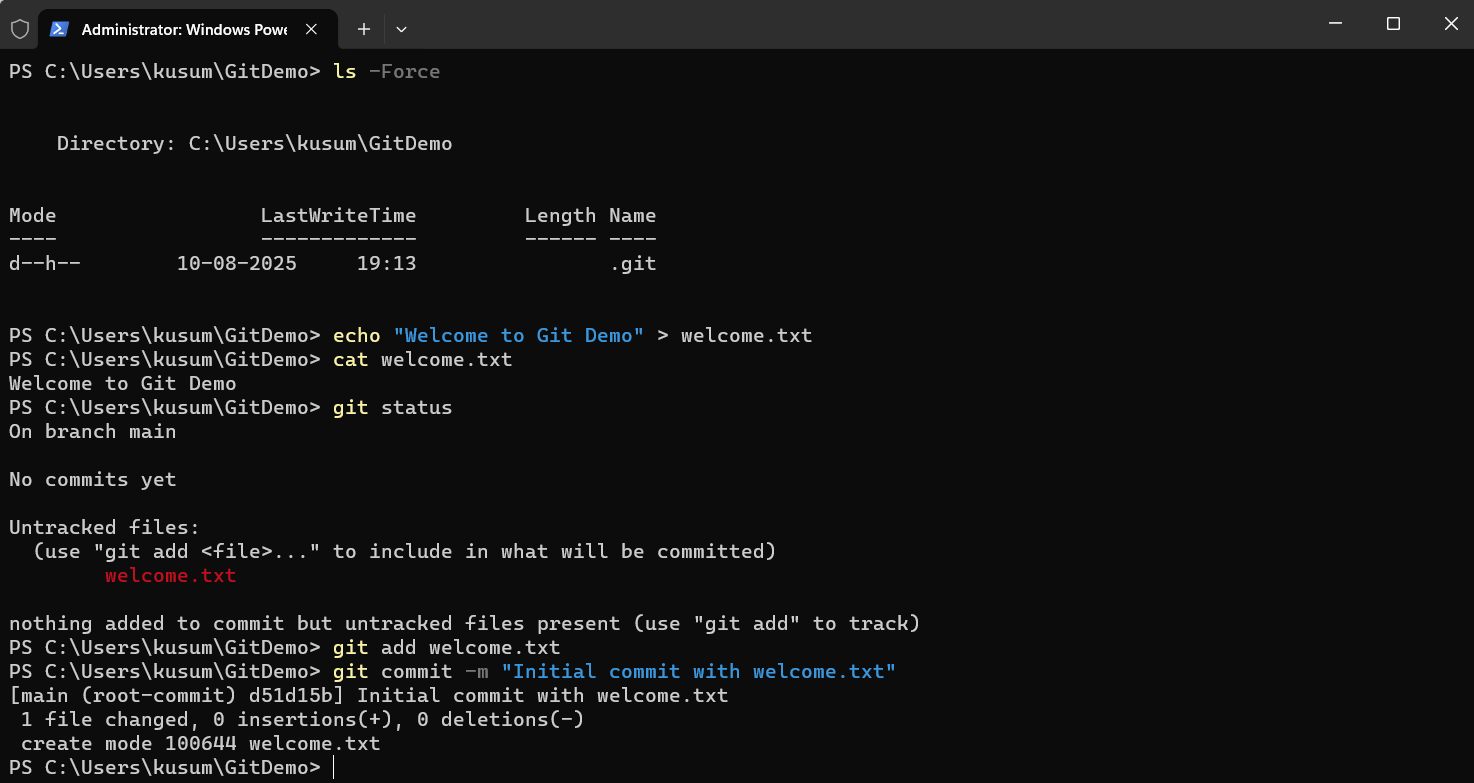 Administrator: Windows Powe
PS C:\Users\kusum\GitDemo> ls -Force
Directory: C:\Users\kusum\GitDemo
Mode LastWriteTime Length Name
---- ------------- ------ ----
d--h-- 10-08-2025 19:13 .git
PS C:\Users\kusum\GitDemo> echo "Welcome to Git Demo" > welcome.txt
PS C:\Users\kusum\GitDemo> cat welcome.txt
Welcome to Git Demo
PS C:\Users\kusum\GitDemo> git status
On branch main
No commits yet
Untracked files:
(use "git add <file>..." to include in what will be committed)
welcome.txt
nothing added to commit but untracked files present (use "git add" to track)
PS C:\Users\kusum\GitDemo> git add welcome.txt
PS C:\Users\kusum\GitDemo> git commit -m "Initial commit with welcome.txt"
[main (root-commit) d51d15b] Initial commit with welcome.txt
1 file changed, 0 insertions(+), 0 deletions(-)
create mode 100644 welcome.txt
PS C:\Users\kusum\GitDemo>